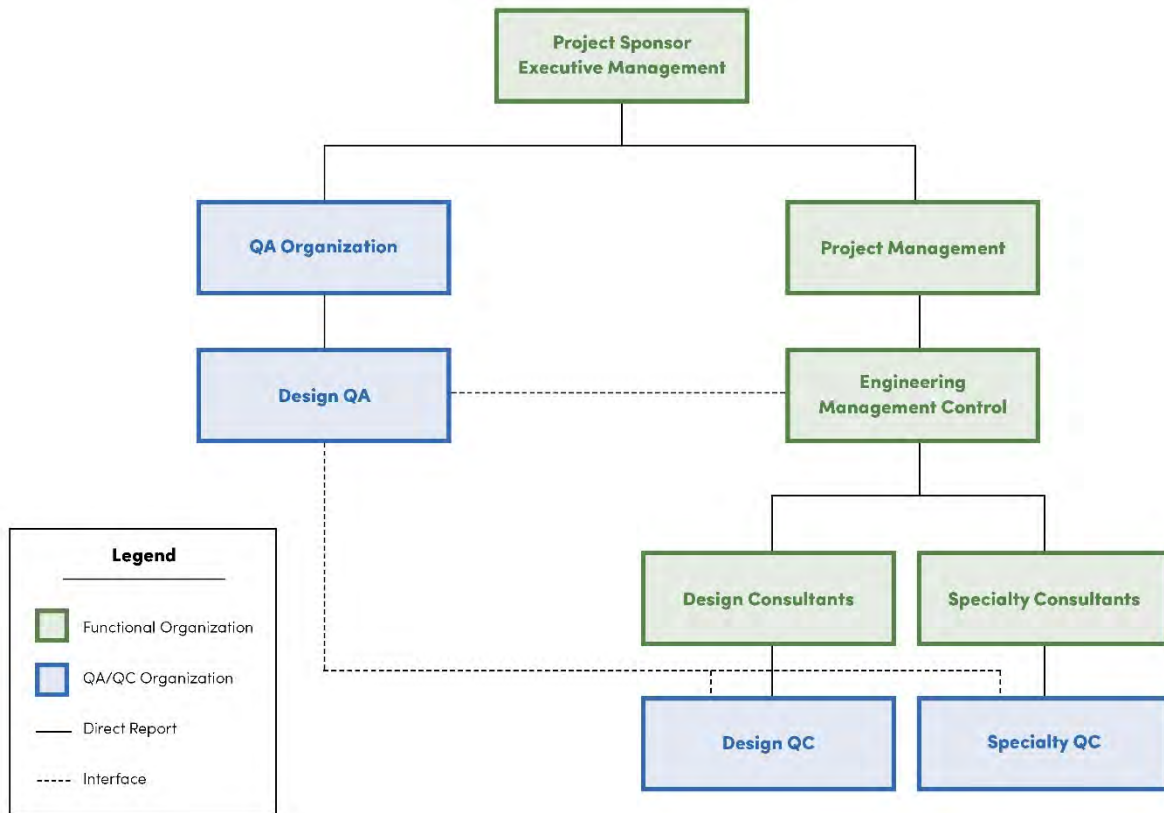 Project Sponsor
Executive Management
QA Organization
Project Management
Design QA
Engineering
Management Control
Design Consultants
Specialty Consultants
Design QC
Specialty QC
Legend
Functional Organization
QA/QC Organization
Direct Report
Interface